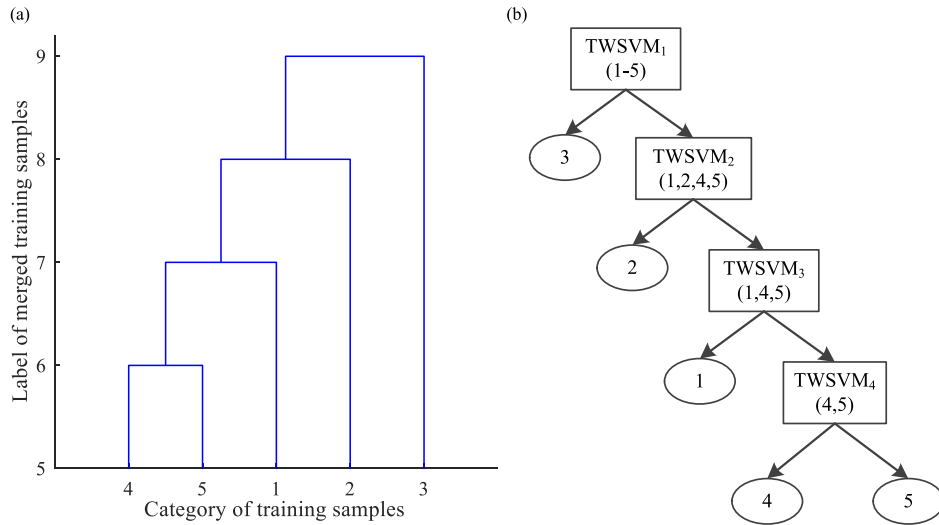 (a)
Label of merged training samples
9
8
7
6
5
4 5 1 2 3
Category of training samples
(b)
TWSVM₁
(1-5)
3
TWSVM₂
(1,2,4,5)
2
TWSVM₃
(1,4,5)
1
TWSVM₄
(4,5)
4
5